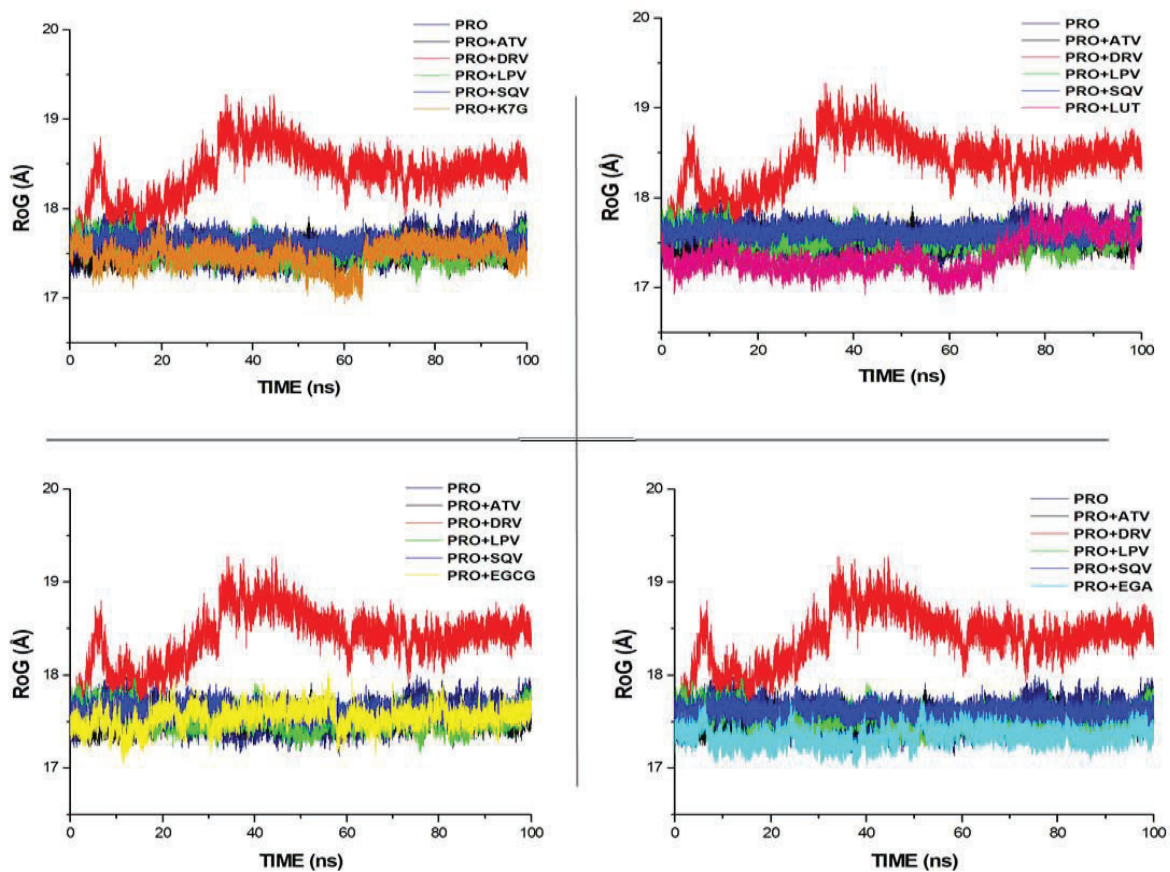 20
19
18
17
RoG (Å)
PRO
PRO+ATV
PRO+DRV
PRO+LPV
PRO+SQV
PRO+K7G
0 20 40 60 80 100
TIME (ns)
20
19
18
17
RoG (Å)
PRO
PRO+ATV
PRO+DRV
PRO+LPV
PRO+SQV
PRO+LUT
0 20 40 60 80 100
TIME (ns)
20
19
18
17
RoG (Å)
PRO
PRO+ATV
PRO+DRV
PRO+LPV
PRO+SQV
PRO+EGCG
0 20 40 60 80 100
TIME (ns)
20
19
18
17
RoG (Å)
PRO
PRO+ATV
PRO+DRV
PRO+LPV
PRO+SQV
PRO+EGA
0 20 40 60 80 100
TIME (ns)